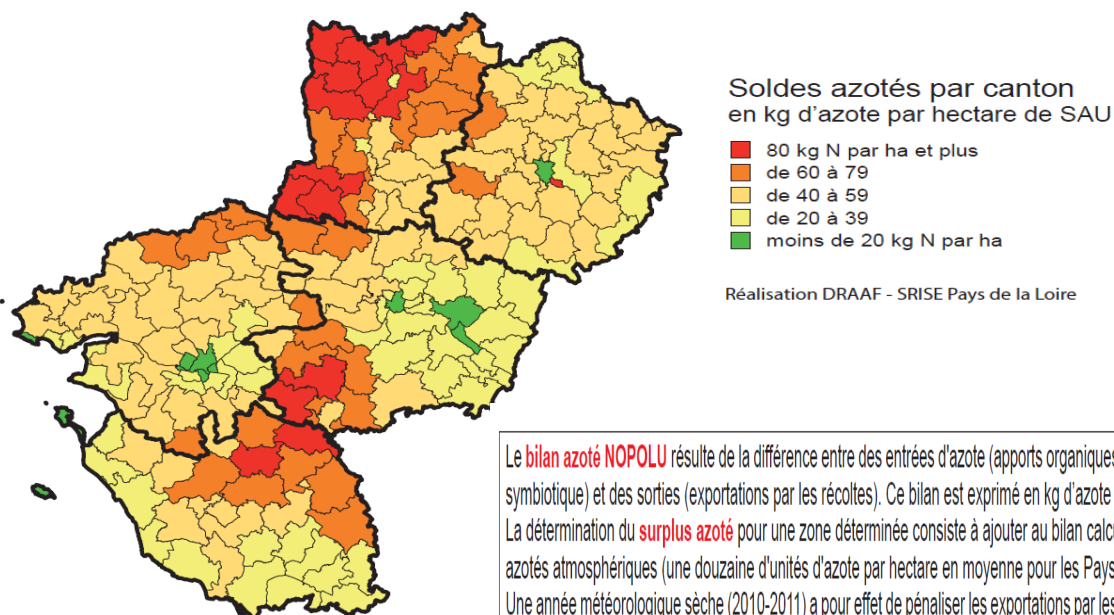 Soldes azotés par canton
en kg d'azote par hectare de SAU
80 kg N par ha et plus
de 60 à 79
de 40 à 59
de 20 à 39
moins de 20 kg N par ha
Réalisation DRAAF - SRISE Pays de la Loire
Le bilan azoté NOPOLU résulte de la différence entre des entrées d'azote (apports organiques
symbiotique) et des sorties (exportations par les récoltes). Ce bilan est exprimé en kg d'azote
La détermination du surplus azoté pour une zone déterminée consiste à ajouter au bilan calcu
azotés atmosphériques (une douzaine d'unités d'azote par hectare en moyenne pour les Pays
Une année météorologique sèche (2010-2011) a pour effet de pénaliser les exportations par les